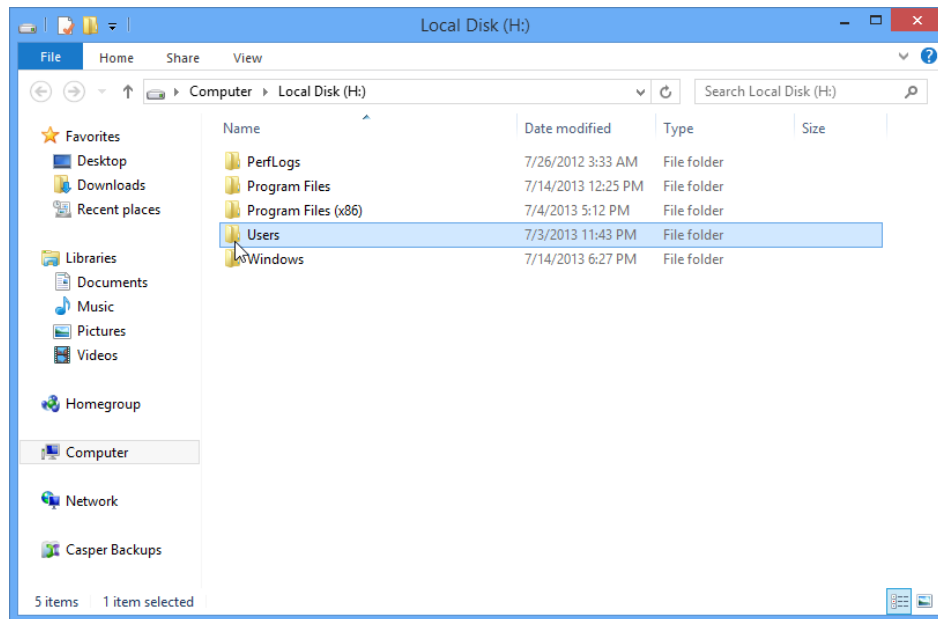 Local Disk (H:)
File Home Share View
Computer Local Disk (H:) Search Local Disk (H:)
Name Date modified Type Size
Favorites
Desktop
Downloads
Recent places
Libraries
Documents
Music
Pictures
Videos
Homegroup
Computer
Network
Casper Backups
PerfLogs 7/26/2012 3:33 AM File folder
Program Files 7/14/2013 12:25 PM File folder
Program Files (x86) 7/4/2013 5:12 PM File folder
Users 7/3/2013 11:43 PM File folder
Windows 7/14/2013 6:27 PM File folder
5 items 1 item selected